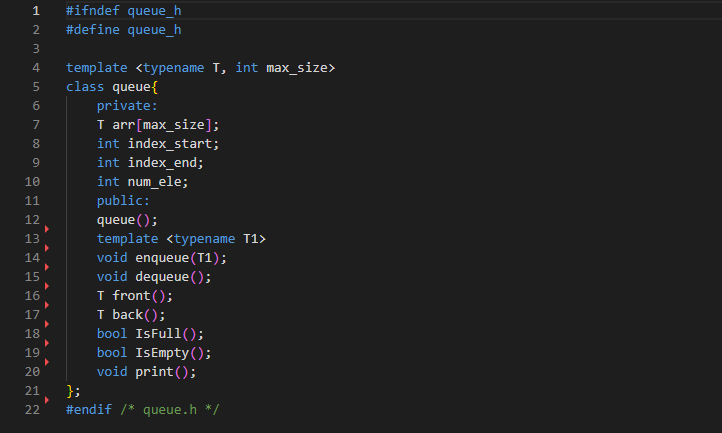 1 #ifndef queue_h
2 #define queue_h
3
4 template <typename T, int max_size>
5 class queue{
6     private:
7     T arr[max_size];
8     int index_start;
9     int index_end;
10     int num_ele;
11     public:
12     queue();
13     template <typename T1>
14     void enqueue(T1);
15     void dequeue();
16     T front();
17     T back();
18     bool IsFull();
19     bool IsEmpty();
20     void print();
21 };
22 #endif /* queue.h */